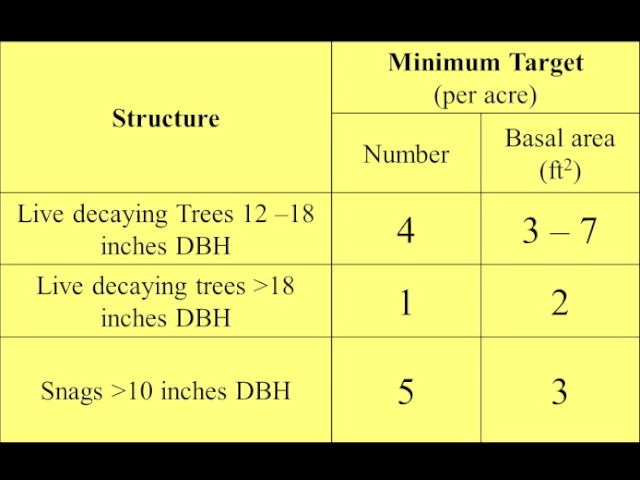 Structure
Minimum Target
(per acre)
Number
Basal area
(ft²)
Live decaying Trees 12 –18
inches DBH
4
3 – 7
Live decaying trees >18
inches DBH
1
2
Snags >10 inches DBH
5
3